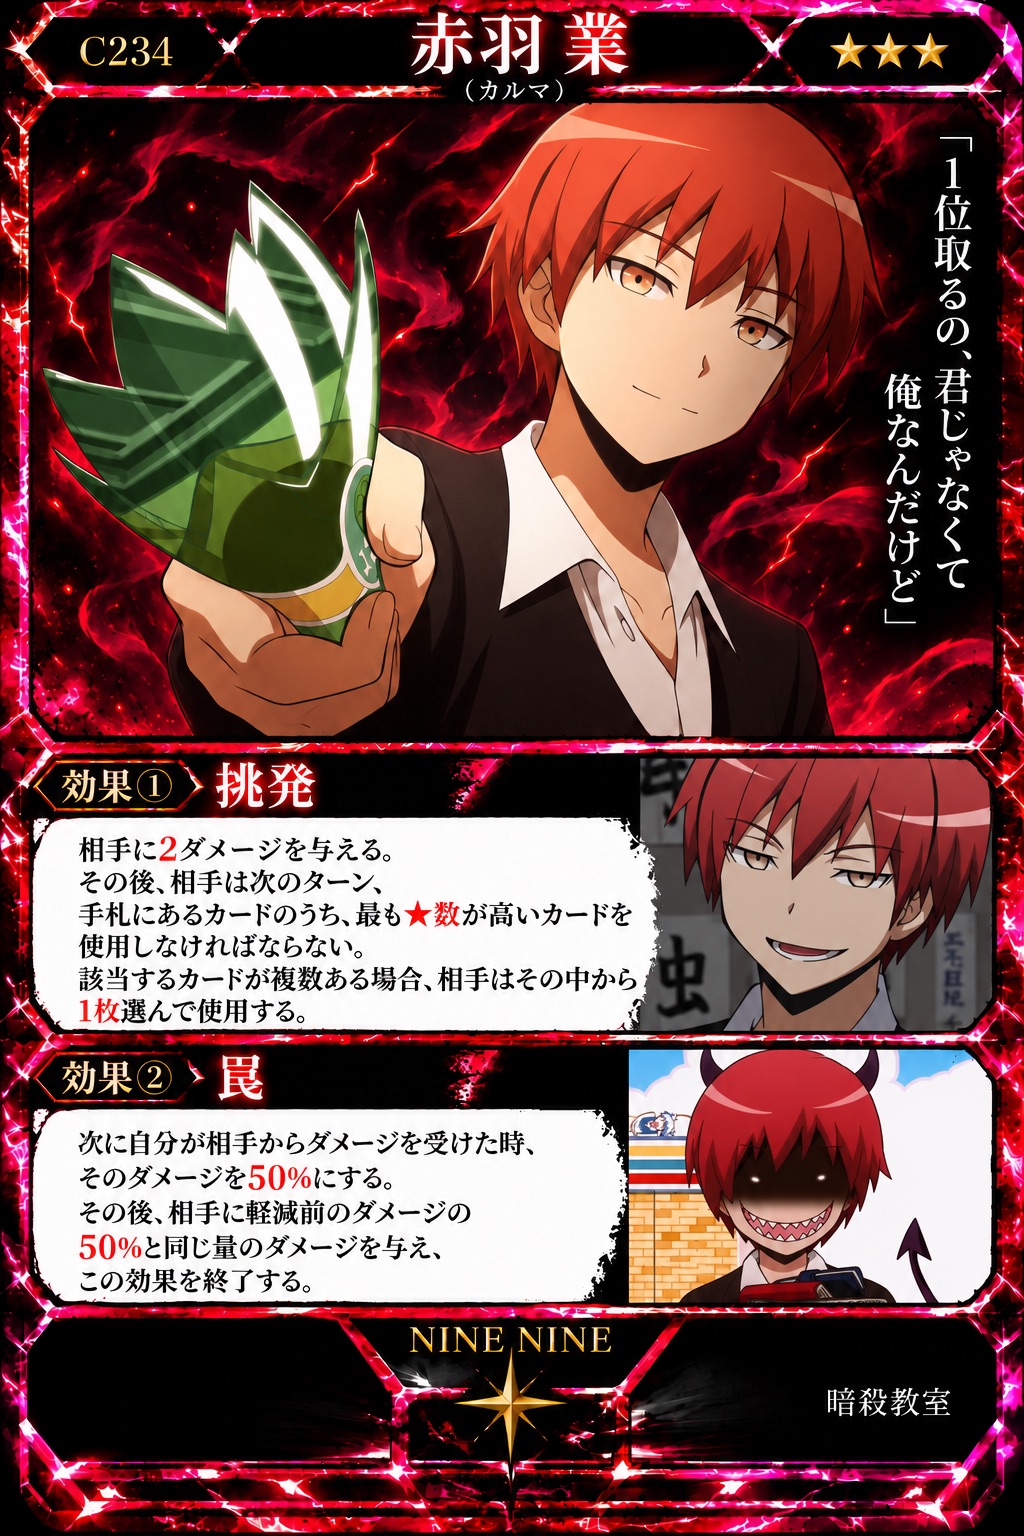 C234
赤羽 業
（カルマ）
★★★
「１位取るの、君じゃなくて
俺なんだけど」
効果① 挑発
相手に2ダメージを与える。
その後、相手は次のターン、
手札にあるカードのうち、最も★数が高いカードを
使用しなければならない。
該当するカードが複数ある場合、相手はその中から
1枚選んで使用する。
虫
効果② 罠
次に自分が相手からダメージを受けた時、
そのダメージを50%にする。
その後、相手に軽減前のダメージの
50%と同じ量のダメージを与え、
この効果を終了する。
NINE NINE
暗殺教室